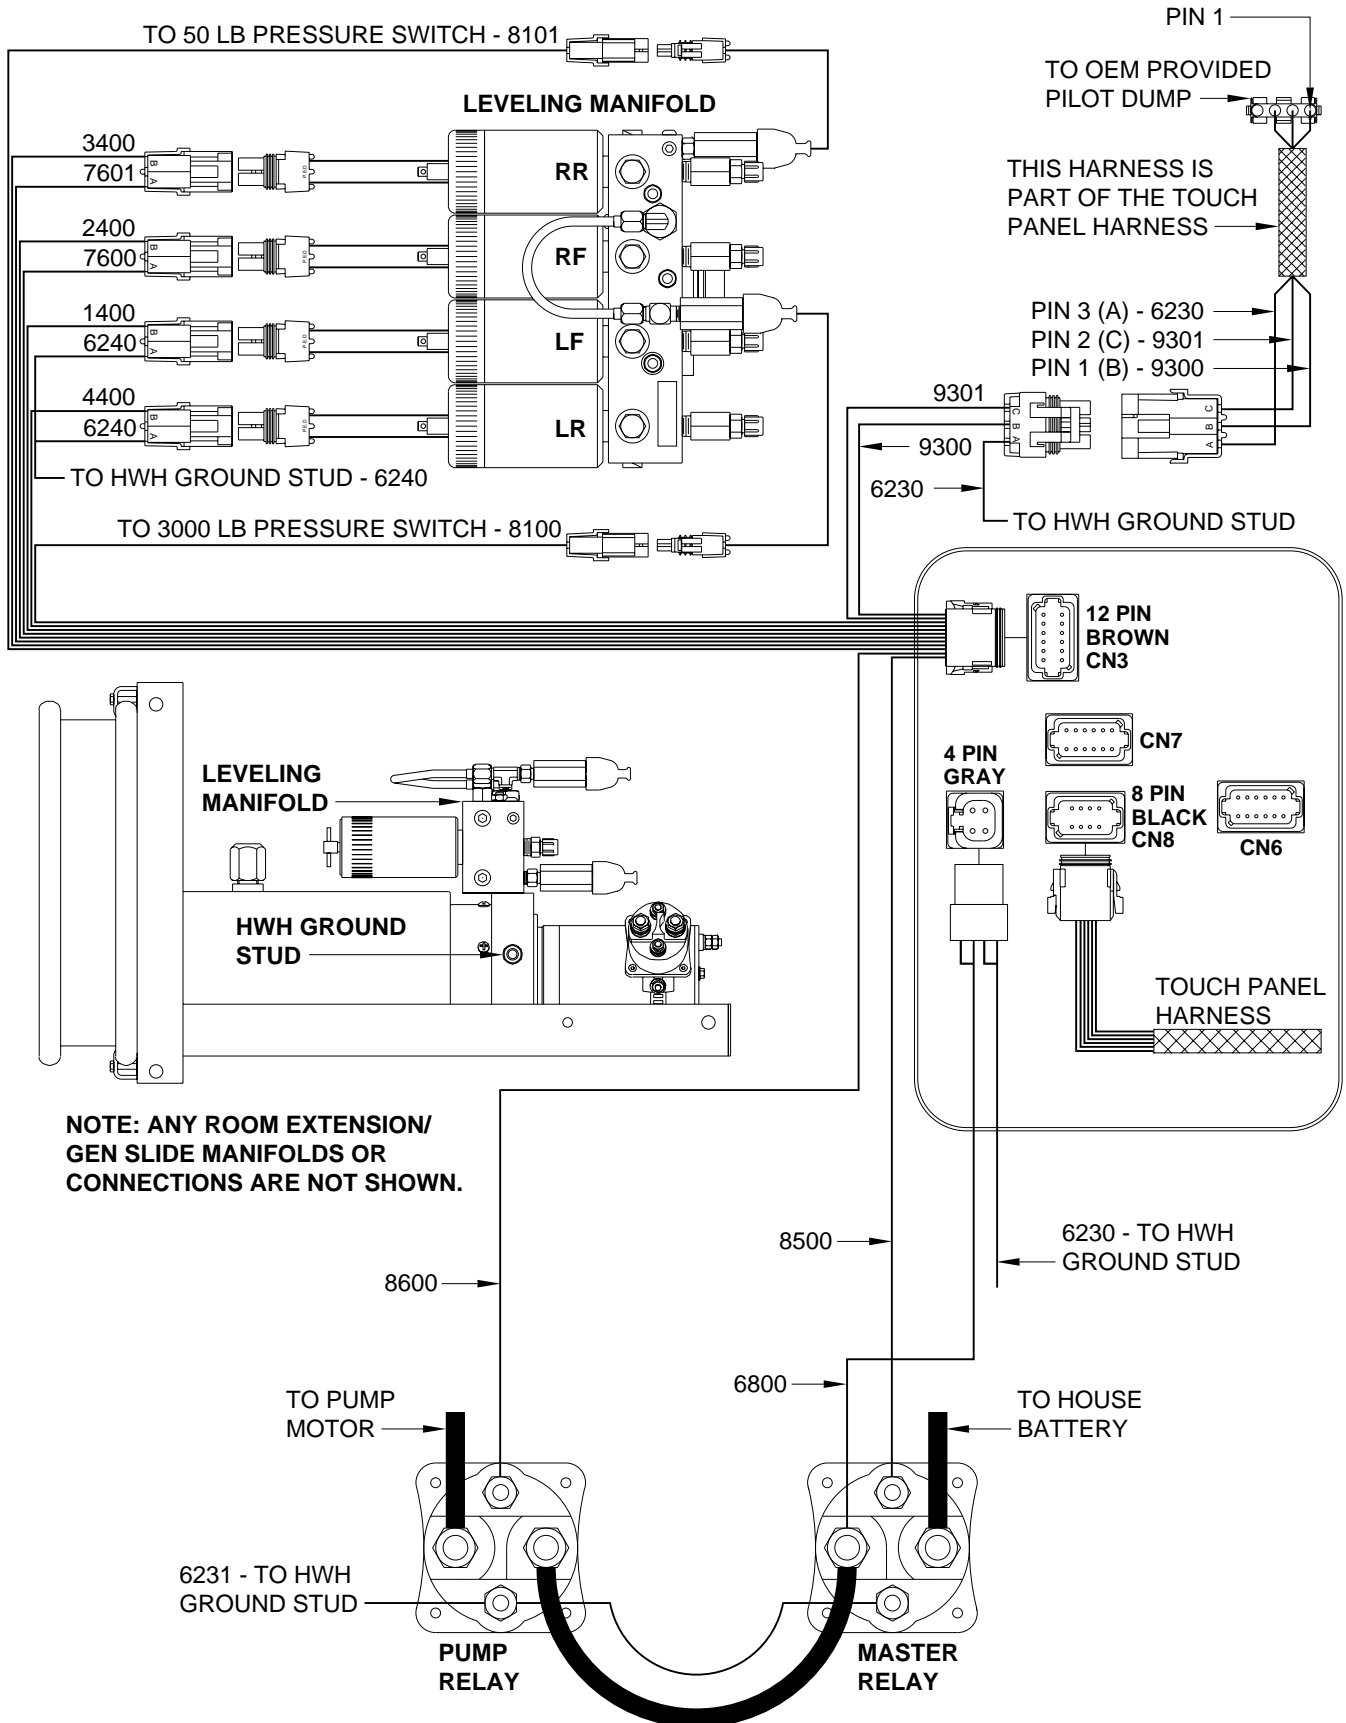 PIN 1
TO 50 LB PRESSURE SWITCH - 8101
TO OEM PROVIDED
PILOT DUMP
LEVELING MANIFOLD
3400
7601
B
A
P.E.D
RR
THIS HARNESS IS
PART OF THE TOUCH
PANEL HARNESS
2400
7600
B
A
P.E.D
RF
1400
6240
B
A
P.E.D
LF
PIN 3 (A) - 6230
PIN 2 (C) - 9301
PIN 1 (B) - 9300
4400
6240
B
A
P.E.D
LR
9301
C
B
A
C
B
A
9300
6230
TO HWH GROUND STUD - 6240
TO HWH GROUND STUD
TO 3000 LB PRESSURE SWITCH - 8100
12 PIN
BROWN
CN3
CN7
4 PIN
GRAY
8 PIN
BLACK
CN8
CN6
LEVELING
MANIFOLD
HWH GROUND
STUD
TOUCH PANEL
HARNESS
NOTE: ANY ROOM EXTENSION/
GEN SLIDE MANIFOLDS OR
CONNECTIONS ARE NOT SHOWN.
8500
6230 - TO HWH
GROUND STUD
8600
6800
TO PUMP
MOTOR
TO HOUSE
BATTERY
6231 - TO HWH
GROUND STUD
PUMP
RELAY
MASTER
RELAY